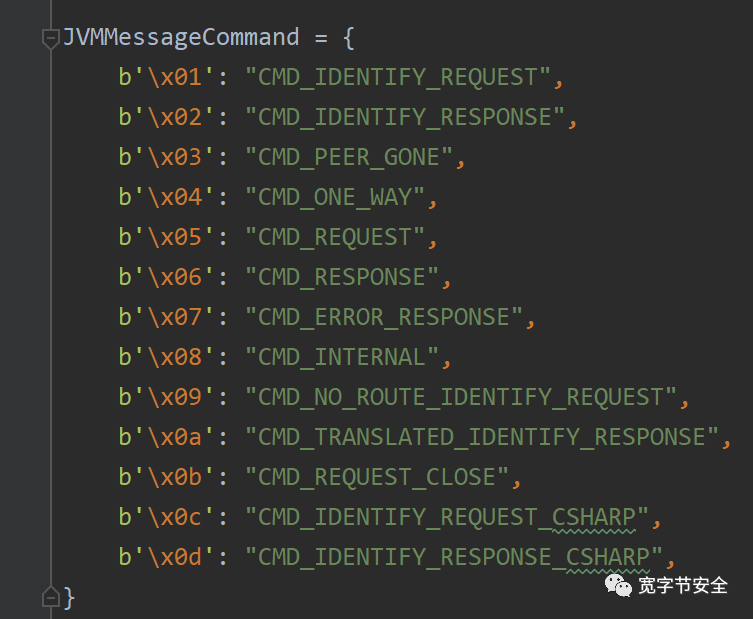 JVMMessageCommand = {
b'\x01': "CMD_IDENTIFY_REQUEST",
b'\x02': "CMD_IDENTIFY_RESPONSE",
b'\x03': "CMD_PEER_GONE",
b'\x04': "CMD_ONE_WAY",
b'\x05': "CMD_REQUEST",
b'\x06': "CMD_RESPONSE",
b'\x07': "CMD_ERROR_RESPONSE",
b'\x08': "CMD_INTERNAL",
b'\x09': "CMD_NO_ROUTE_IDENTIFY_REQUEST",
b'\x0a': "CMD_TRANSLATED_IDENTIFY_RESPONSE",
b'\x0b': "CMD_REQUEST_CLOSE",
b'\x0c': "CMD_IDENTIFY_REQUEST_CSHARP",
b'\x0d': "CMD_IDENTIFY_RESPONSE_CSHARP",
宽字节安全
}